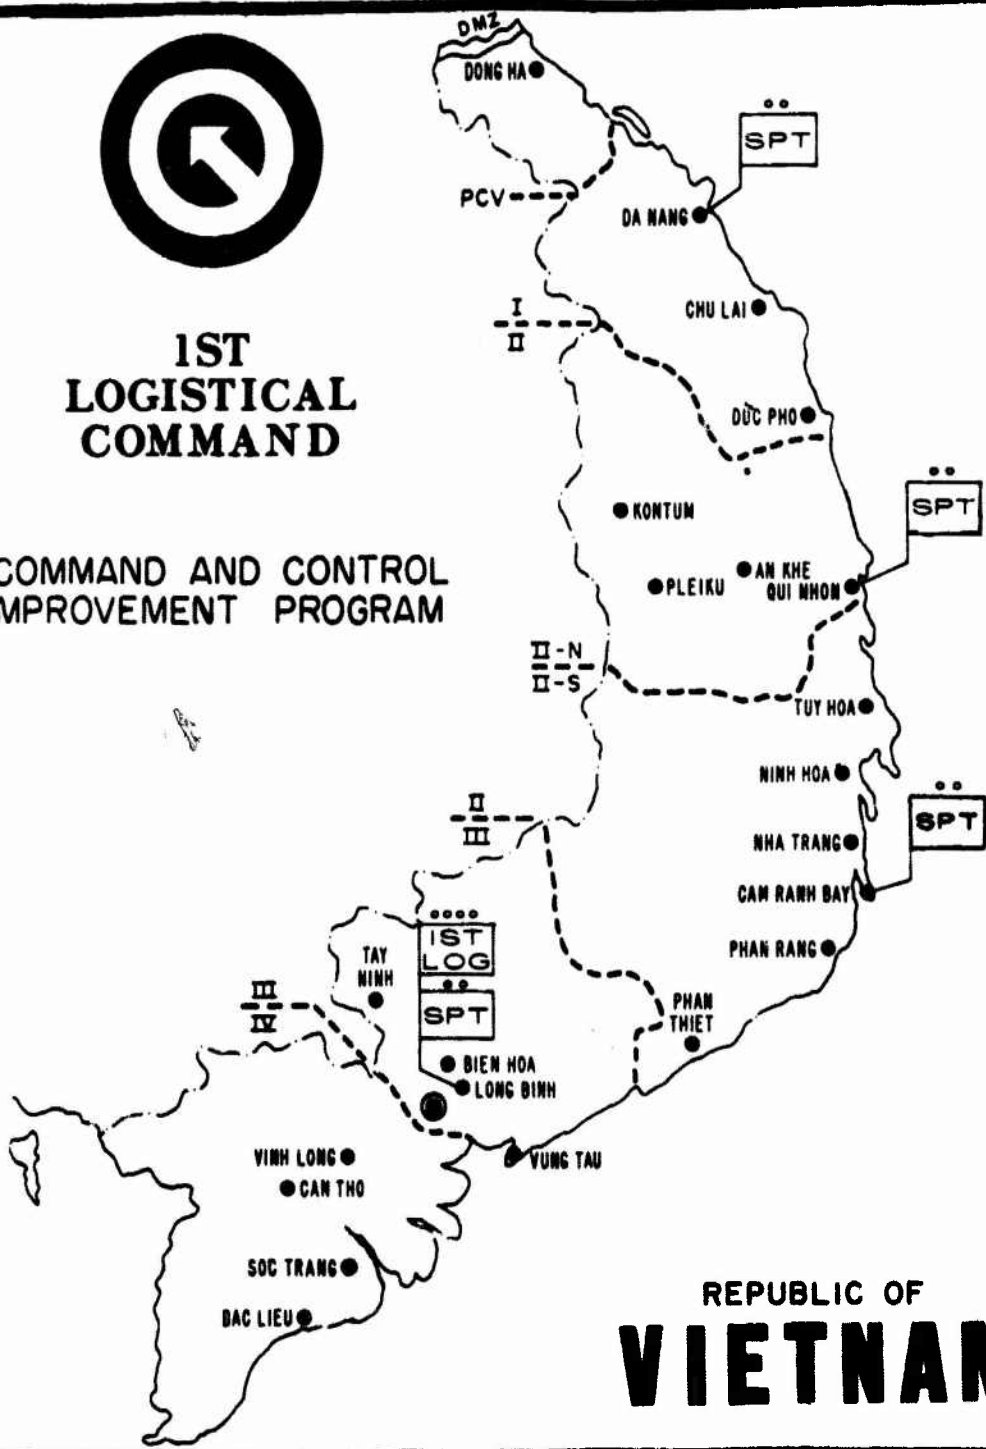 DMZ
DONG HA
SPT
PCV
DA NANG
CHU LAI
I
II
1ST
LOGISTICAL
COMMAND
DUC PHO
SPT
KONTUM
COMMAND AND CONTROL
IMPROVEMENT PROGRAM
AN KHE
PLEIKU
QUI NHON
II-N
II-S
TUY HOA
NINH HOA
SPT
II
III
NHA TRANG
CAM RANH BAY
1ST
LOG
PHAN RANG
TAY
NINH
SPT
III
IV
PHAN
THIET
BIEN HOA
LONG BINH
VINH LONG
VUNG TAU
CAN THO
SOC TRANG
BAC LIEU
REPUBLIC OF
VIETNAM